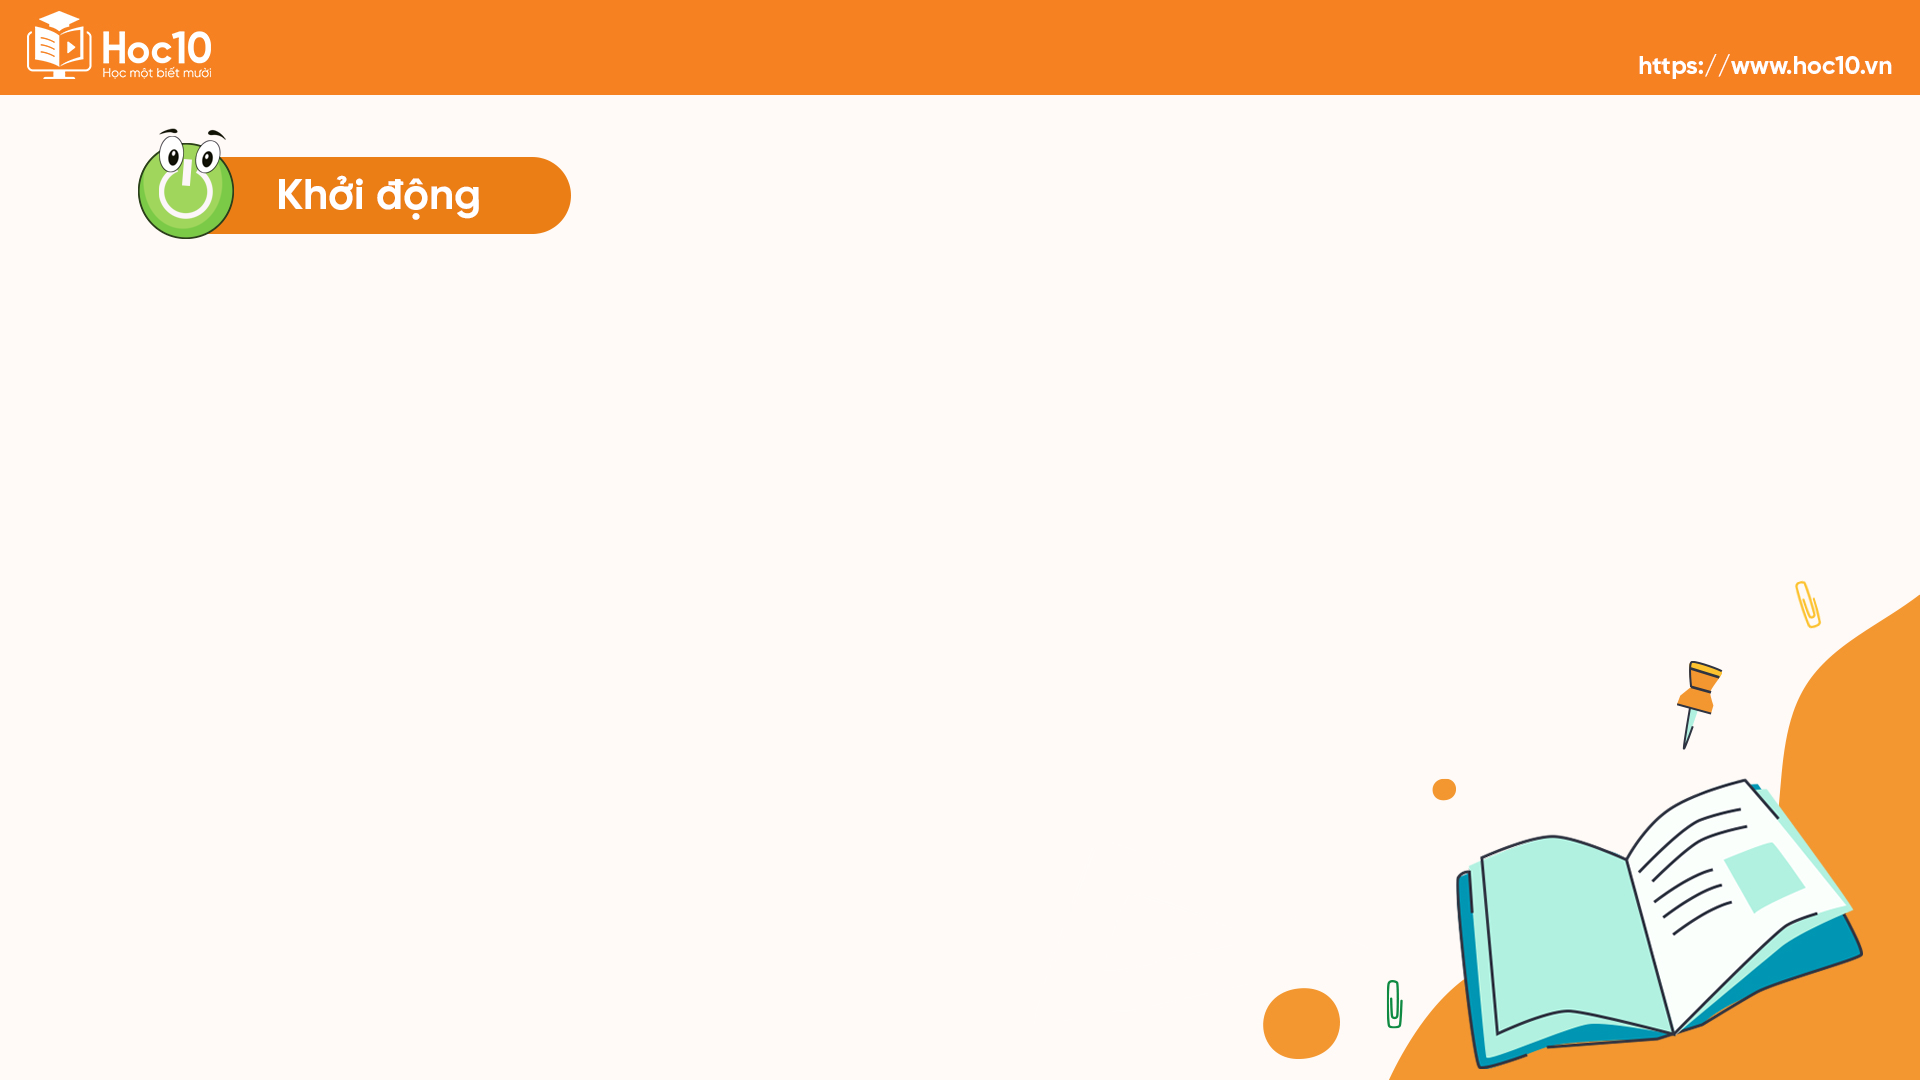 Hoc10
Học một biết mười
https://www.hoc10.vn
Khởi động